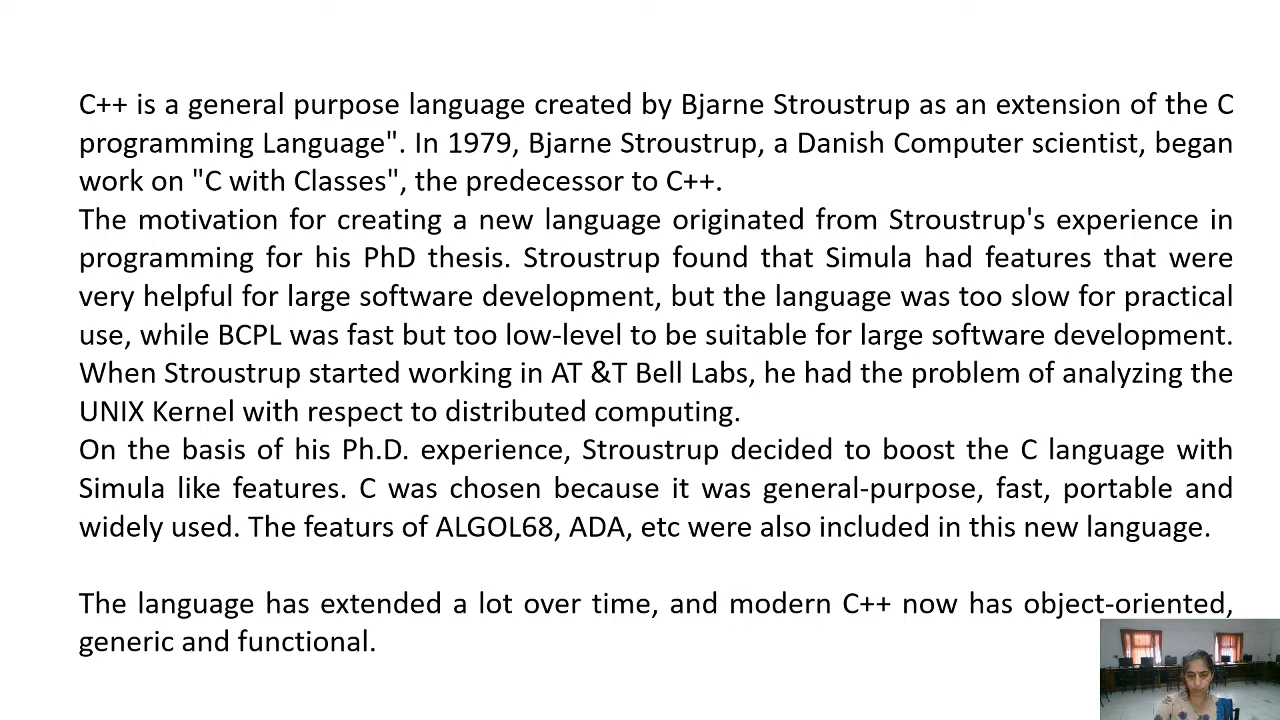 C++ is a general purpose language created by Bjarne Stroustrup as an extension of the C
programming Language". In 1979, Bjarne Stroustrup, a Danish Computer scientist, began
work on "C with Classes", the predecessor to C++.
The motivation for creating a new language originated from Stroustrup's experience in
programming for his PhD thesis. Stroustrup found that Simula had features that were
very helpful for large software development, but the language was too slow for practical
use, while BCPL was fast but too low-level to be suitable for large software development.
When Stroustrup started working in AT &T Bell Labs, he had the problem of analyzing the
UNIX Kernel with respect to distributed computing.
On the basis of his Ph.D. experience, Stroustrup decided to boost the C language with
Simula like features. C was chosen because it was general-purpose, fast, portable and
widely used. The featurs of ALGOL68, ADA, etc were also included in this new language.
The language has extended a lot over time, and modern C++ now has object-oriented,
generic and functional.